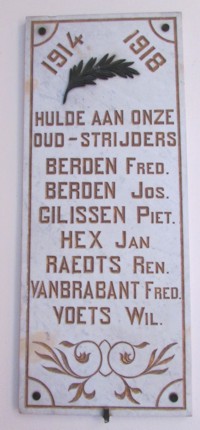 1914 1918
HULDE AAN ONZE
OUD-STRIJDERS
BERDEN FRED.
BERDEN JOS.
GILISSEN PIET.
HEX JAN
RAEDTS REN.
VANBRABANT FRED.
VOETS WIL.